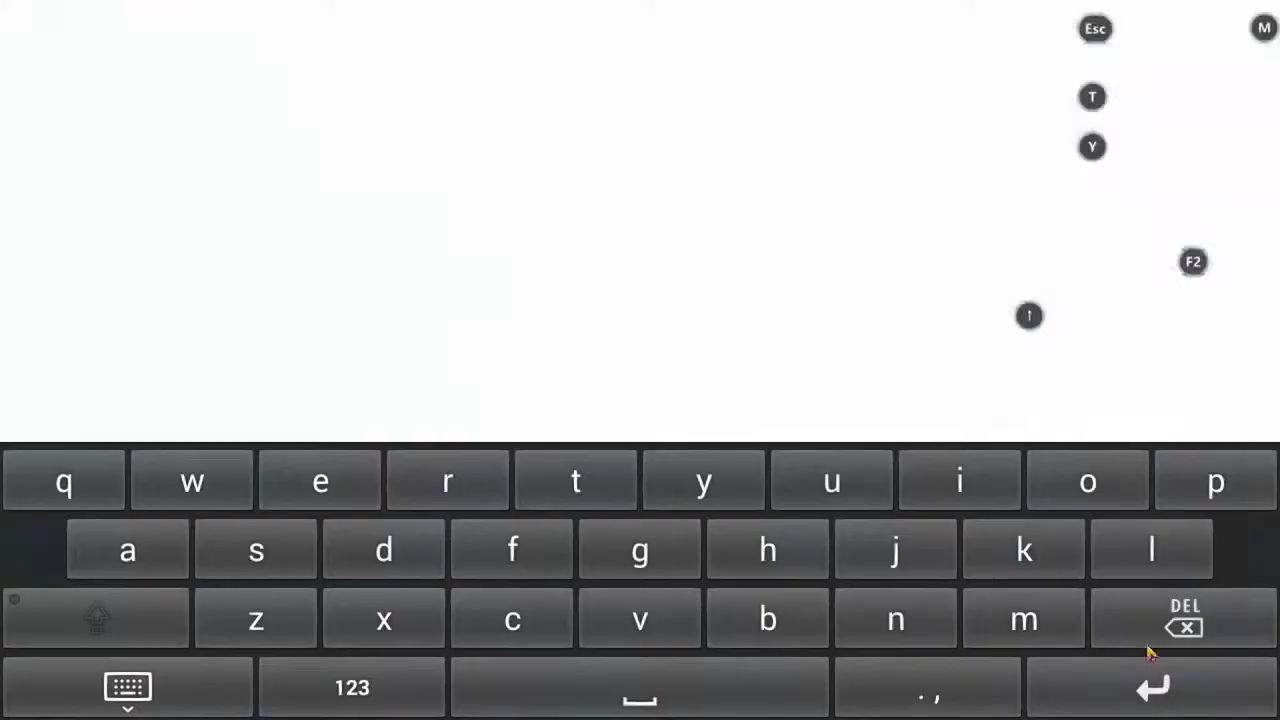 Esc M
T
Y
F2
↑
q w e r t y u i o p
a s d f g h j k l
DEL
z x c v b n m
123 . ,